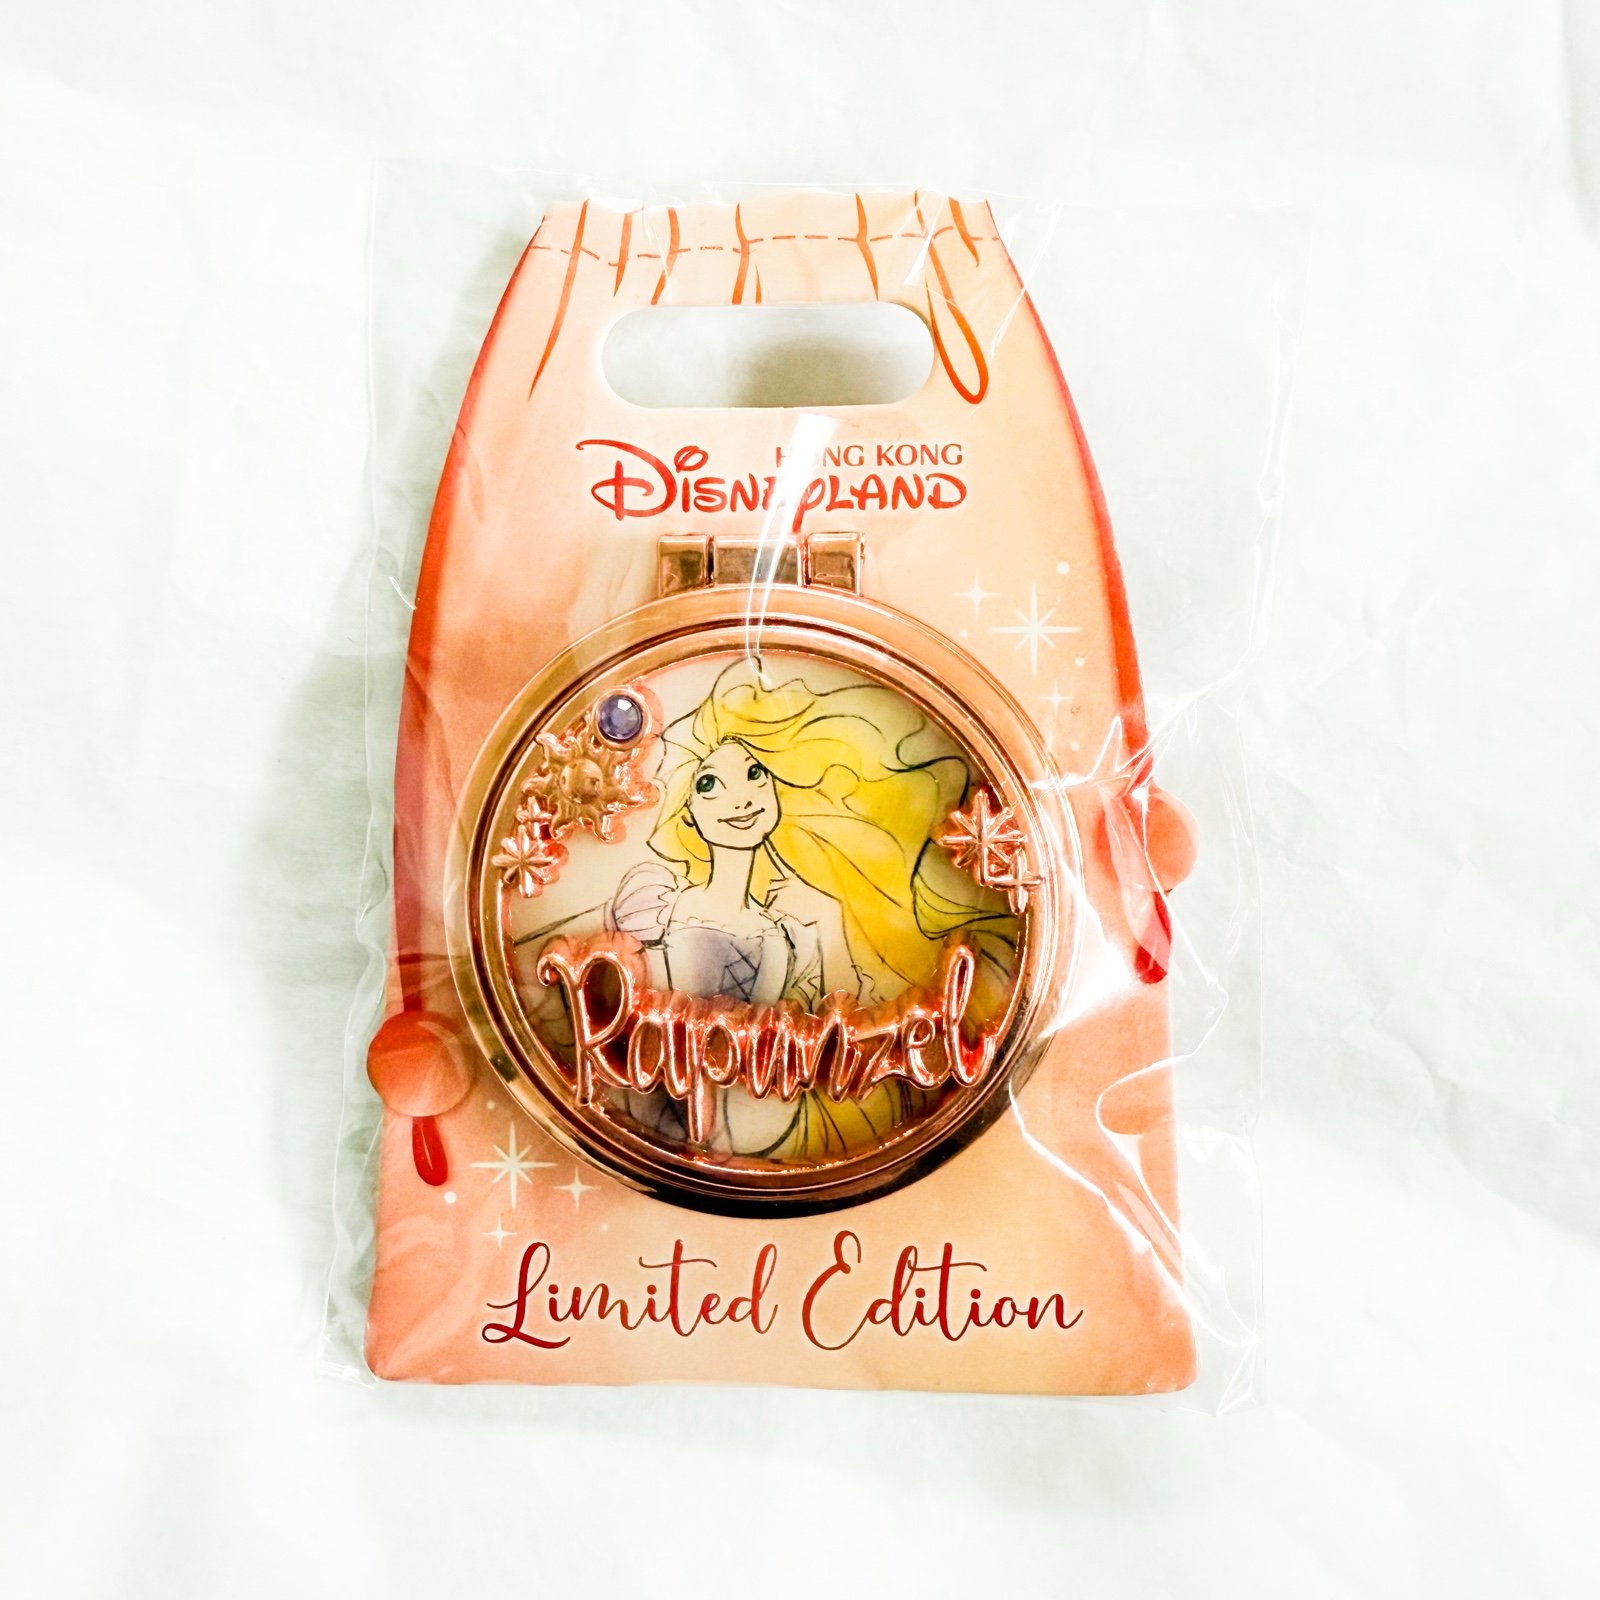 HONG KONG
Disneyland
Rapunzel
Limited Edition